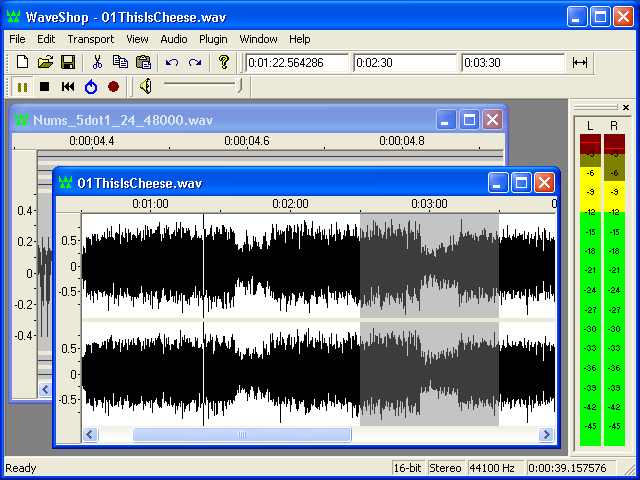 WaveShop - 01ThisIsCheese.wav
File Edit Transport View Audio Plugin Window Help
0:01:22.564286 0:02:30 0:03:30
Nums_5dot1_24_48000.wav
0:00:04.4 0:00:04.6 0:00:04.8
0.4
0.2
0
-0.2
-0.4
01ThisIsCheese.wav
0:01:00 0:02:00 0:03:00 0
0.5
0
-0.5
0.5
0
-0.5
L R
-3 -3
-6 -6
-9 -9
-12 -12
-15 -15
-18 -18
-21 -21
-24 -24
-27 -27
-30 -30
-33 -33
-36 -36
-39 -39
-42 -42
-45 -45
Ready 16-bit Stereo 44100 Hz 0:00:39.157576